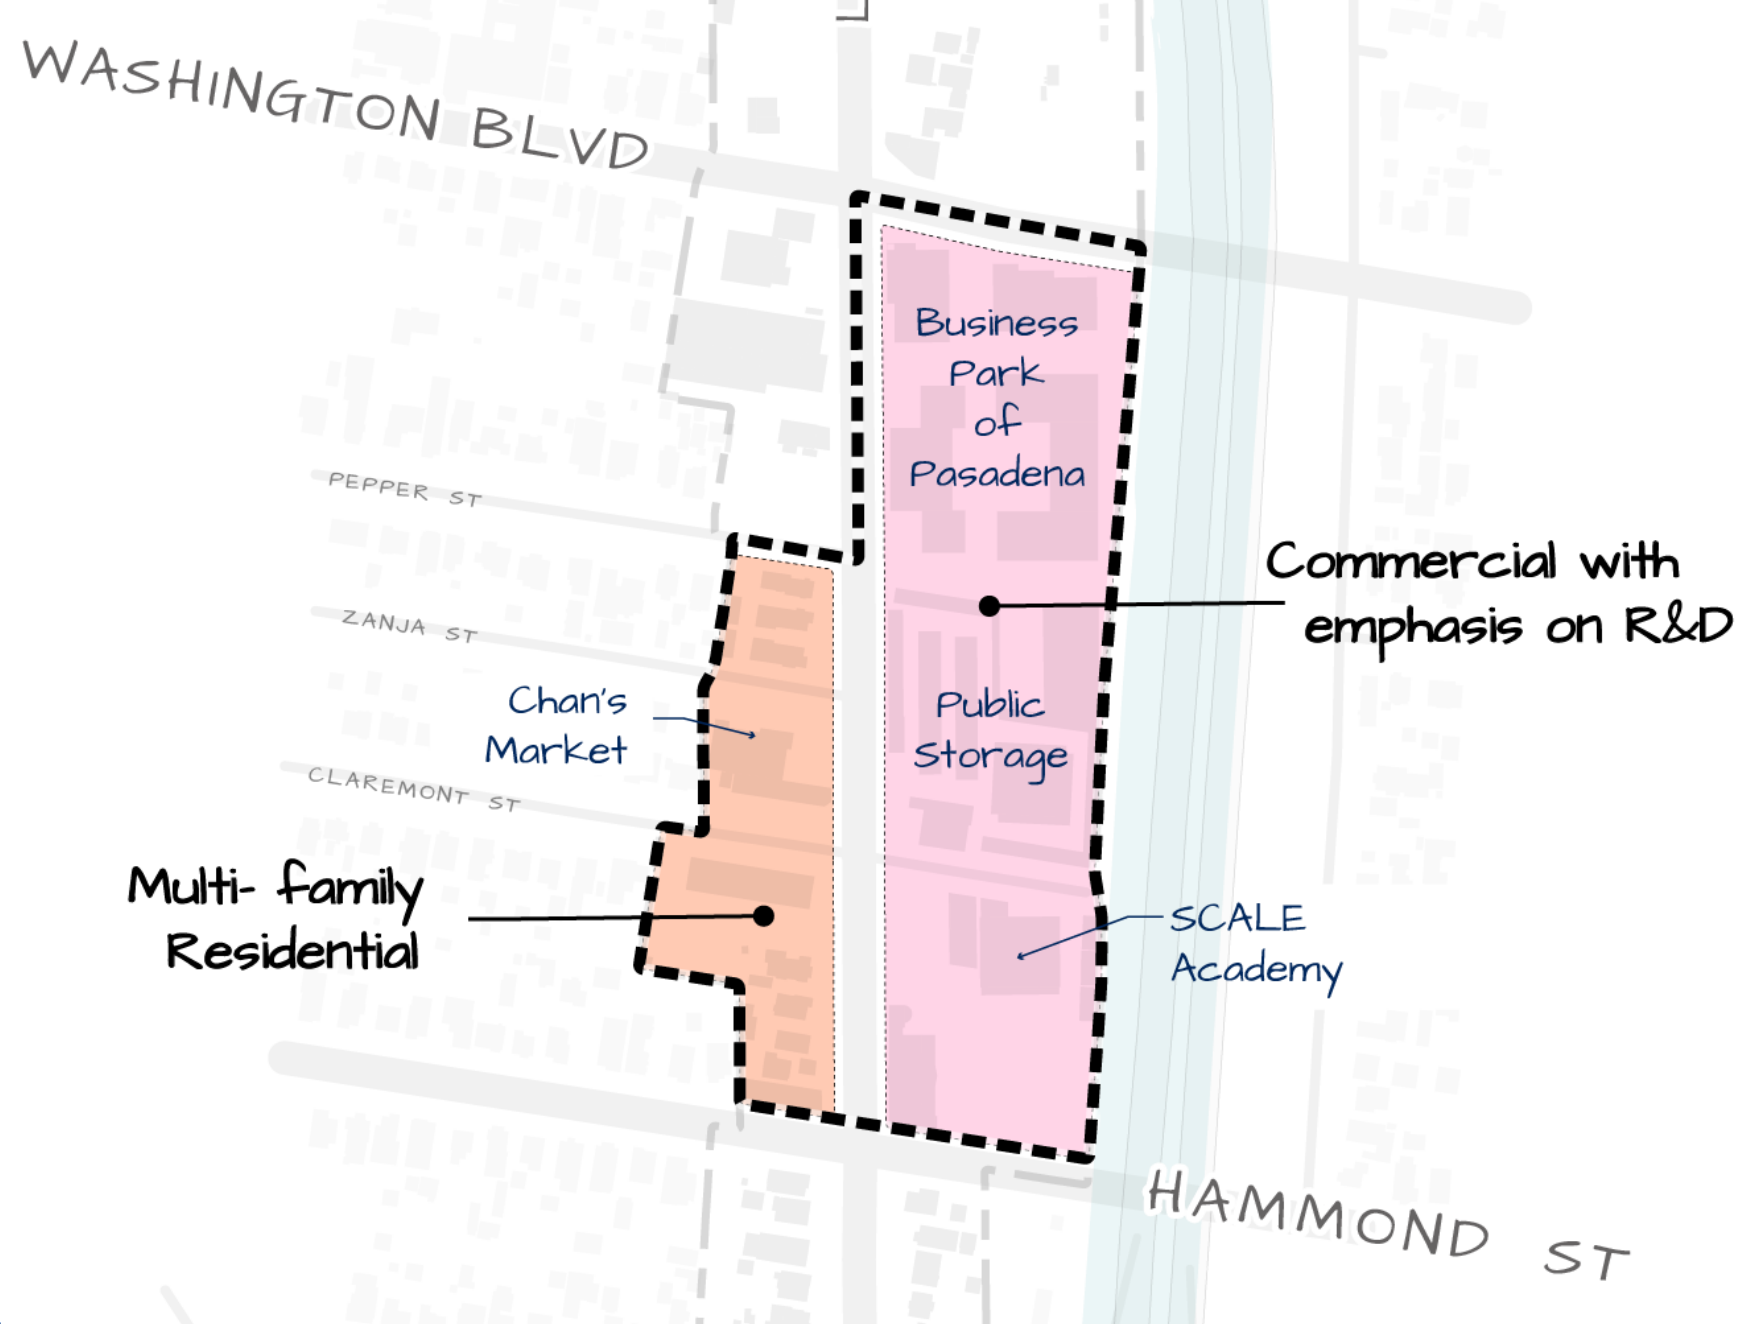 WASHINGTON BLVD
Business
Park
of
Pasadena
PEPPER ST
Commercial with
emphasis on R&D
ZANJA ST
Chan's
Market
Public
Storage
CLAREMONT ST
Multi- family
Residential
SCALE
Academy
HAMMOND ST